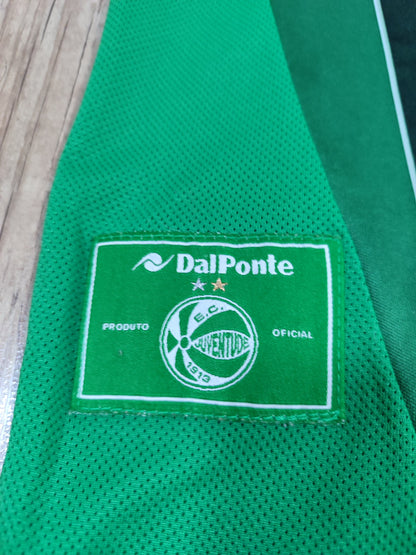 DalPonte
PRODUTO
E.C.
JUVENTUDE
1913
OFICIAL